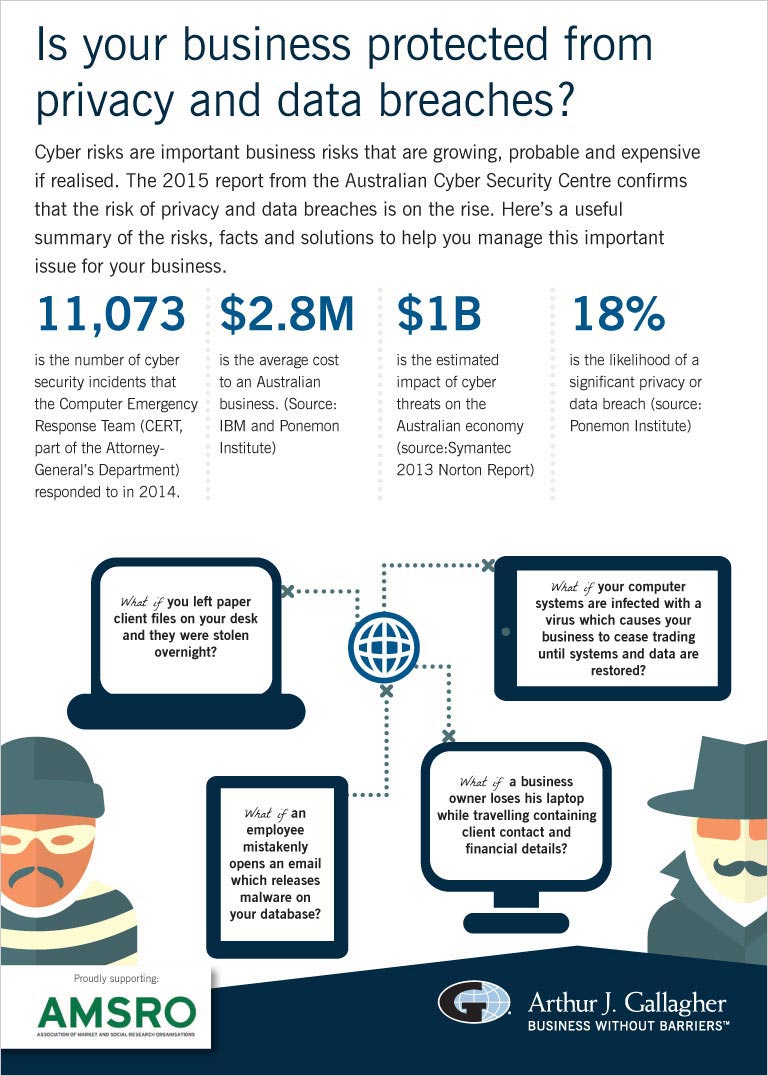 Is your business protected from
privacy and data breaches?
Cyber risks are important business risks that are growing, probable and expensive
if realised. The 2015 report from the Australian Cyber Security Centre confirms
that the risk of privacy and data breaches is on the rise. Here's a useful
summary of the risks, facts and solutions to help you manage this important
issue for your business.
11,073
is the number of cyber
security incidents that
the Computer Emergency
Response Team (CERT,
part of the Attorney-
General's Department)
responded to in 2014.
$2.8M
is the average cost
to an Australian
business. (Source:
IBM and Ponemon
Institute)
$1B
is the estimated
impact of cyber
threats on the
Australian economy
(source:Symantec
2013 Norton Report)
18%
is the likelihood of a
significant privacy or
data breach (source:
Ponemon Institute)
What if you left paper
client files on your desk
and they were stolen
overnight?
What if your computer
systems are infected with a
virus which causes your
business to cease trading
until systems and data are
restored?
What if an
employee
mistakenly
opens an email
which releases
malware on
your database?
What if a business
owner loses his laptop
while travelling containing
client contact and
financial details?
Proudly supporting:
AMSRO
ASSOCIATION OF MARKET AND SOCIAL RESEARCH ORGANISATIONS
G
Arthur J. Gallagher
BUSINESS WITHOUT BARRIERS™